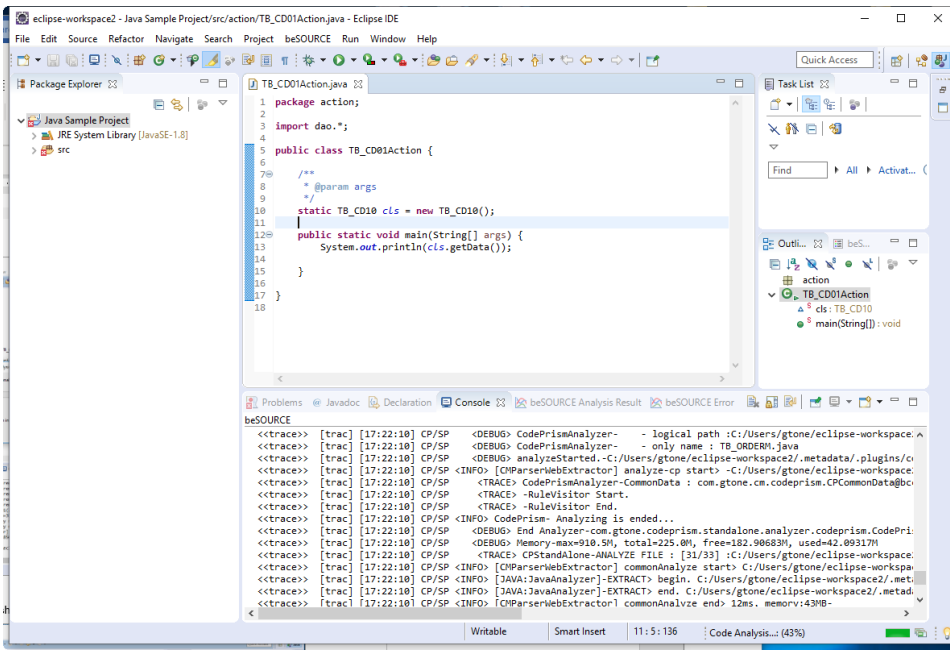 eclipse-workspace2 - Java Sample Project/src/action/TB_CD01Action.java - Eclipse IDE
File Edit Source Refactor Navigate Search Project beSOURCE Run Window Help
Quick Access
Package Explorer
Java Sample Project
JRE System Library [JavaSE-1.8]
src
TB_CD01Action.java
1 package action;
2
3 import dao.*;
4
5 public class TB_CD01Action {
6
7 /**
8 * @param args
9 */
10 static TB_CD10 cls = new TB_CD10();
11
12 public static void main(String[] args) {
13 System.out.println(cls.getData());
14
15 }
16
17 }
18
Task List
Find All Activat...
Outli... beS...
action
TB_CD01Action
cls : TB_CD10
main(String[]) : void
Problems Javadoc Declaration Console beSOURCE Analysis Result beSOURCE Error
beSOURCE
<<trace>> [trac] [17:22:10] CP/SP <DEBUG> CodePrismAnalyzer- - logical path :C:/Users/gtone/eclipse-workspace
<<trace>> [trac] [17:22:10] CP/SP <DEBUG> CodePrismAnalyzer- - only name : TB_ORDERM.java
<<trace>> [trac] [17:22:10] CP/SP <DEBUG> analyzeStarted.-C:/Users/gtone/eclipse-workspace2/.metadata/.plugins/c
<<trace>> [trac] [17:22:10] CP/SP <INFO> [CMParserWebExtractor] analyze-cp start> -C:/Users/gtone/eclipse-workspace2/
<<trace>> [trac] [17:22:10] CP/SP <TRACE> CodePrismAnalyzer-CommonData : com.gtone.cm.codeprism.CPCommonData@bc
<<trace>> [trac] [17:22:10] CP/SP <TRACE> -RuleVisitor Start.
<<trace>> [trac] [17:22:10] CP/SP <TRACE> -RuleVisitor End.
<<trace>> [trac] [17:22:10] CP/SP <INFO> CodePrism- Analyzing is ended...
<<trace>> [trac] [17:22:10] CP/SP <DEBUG> End Analyzer-com.gtone.codeprism.standalone.analyzer.codeprism.CodePri
<<trace>> [trac] [17:22:10] CP/SP <DEBUG> Memory-max=910.5M, total=225.0M, free=182.90683M, used=42.09317M
<<trace>> [trac] [17:22:10] CP/SP <TRACE> CPStandAlone-ANALYZE FILE : [31/33] :C:/Users/gtone/eclipse-workspace2
<<trace>> [trac] [17:22:10] CP/SP <INFO> [CMParserWebExtractor] commonAnalyze start> C:/Users/gtone/eclipse-workspa
<<trace>> [trac] [17:22:10] CP/SP <INFO> [JAVA:JavaAnalyzer]-EXTRACT> begin. C:/Users/gtone/eclipse-workspace2/.met
<<trace>> [trac] [17:22:10] CP/SP <INFO> [JAVA:JavaAnalyzer]-EXTRACT> end. C:/Users/gtone/eclipse-workspace2/.metad
<<trace>> [trac] [17:22:10] CP/SP <INFO> [CMParserWebExtractor] commonAnalyze end> 12ms, memory:43MB-
Writable Smart Insert 11 : 5 : 136 Code Analysis...: (43%)